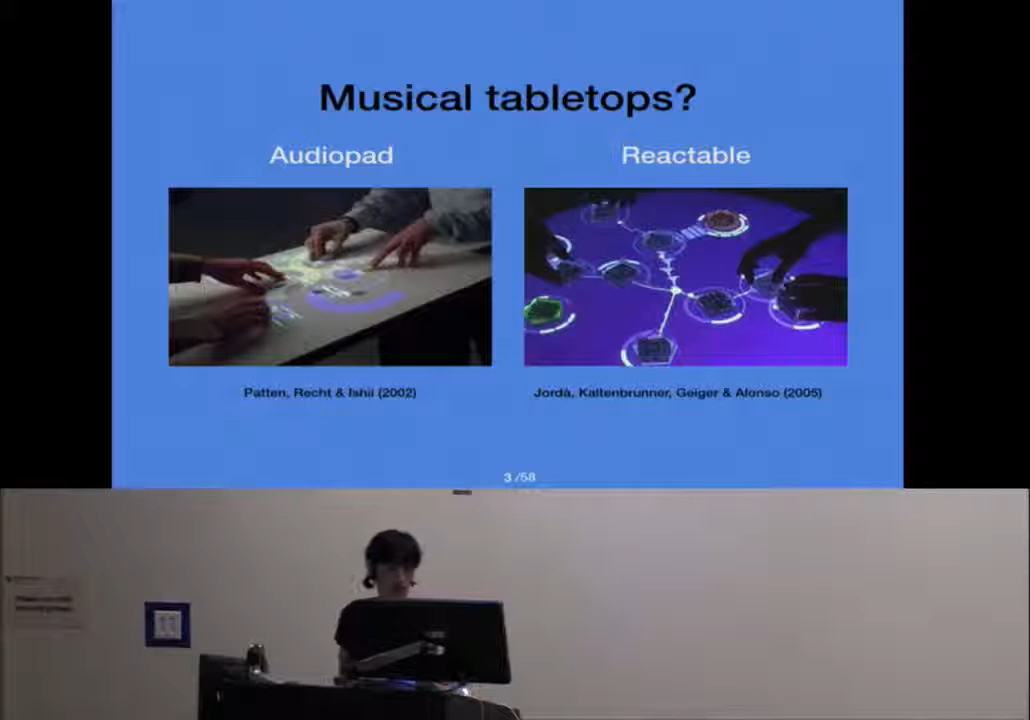 Musical tabletops?
Audiopad
Reactable
Patten, Recht & Ishii (2002)
Jordà, Kaltenbrunner, Geiger & Alonso (2005)
3 /58